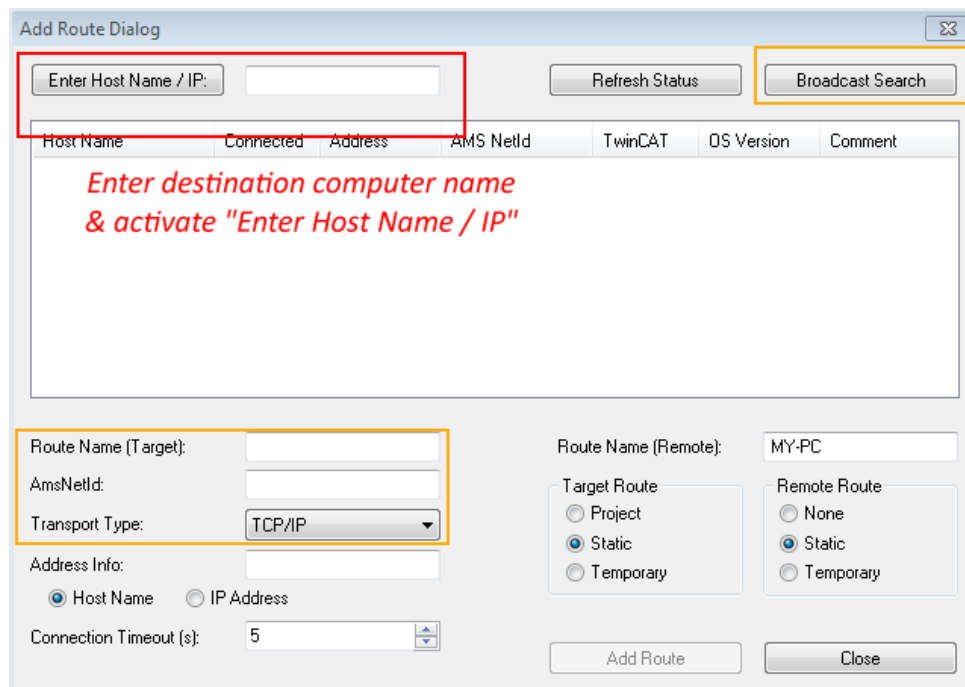 Add Route Dialog
Enter Host Name / IP:
Refresh Status
Broadcast Search
Host Name Connected Address AMS NetId TwinCAT OS Version Comment
Enter destination computer name
& activate "Enter Host Name / IP"
Route Name (Target):
AmsNetId:
Transport Type: TCP/IP
Address Info:
Host Name IP Address
Connection Timeout (s): 5
Route Name (Remote): MY-PC
Target Route
Project
Static
Temporary
Remote Route
None
Static
Temporary
Add Route
Close